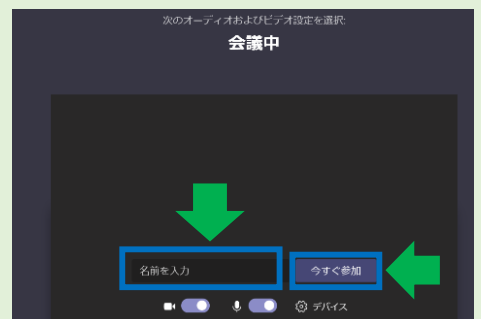 次のオーディオおよびビデオ設定を選択:
会議中
名前を入力
今すぐ参加
デバイス